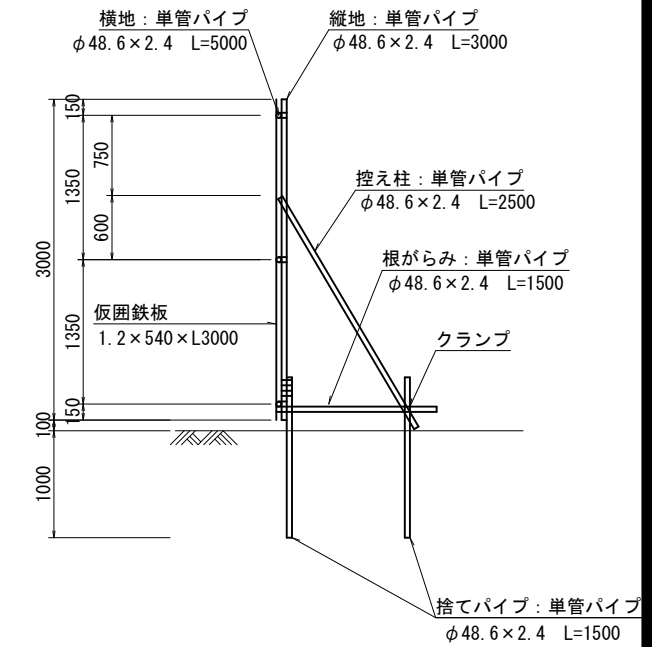 横地：単管パイプ
φ48.6×2.4 L=5000
縦地：単管パイプ
φ48.6×2.4 L=3000
150
750
1350
600
3000
控え柱：単管パイプ
φ48.6×2.4 L=2500
根がらみ：単管パイプ
φ48.6×2.4 L=1500
仮囲鉄板
1.2×540×L3000
1350
クランプ
150
100
1000
捨てパイプ：単管パイプ
φ48.6×2.4 L=1500